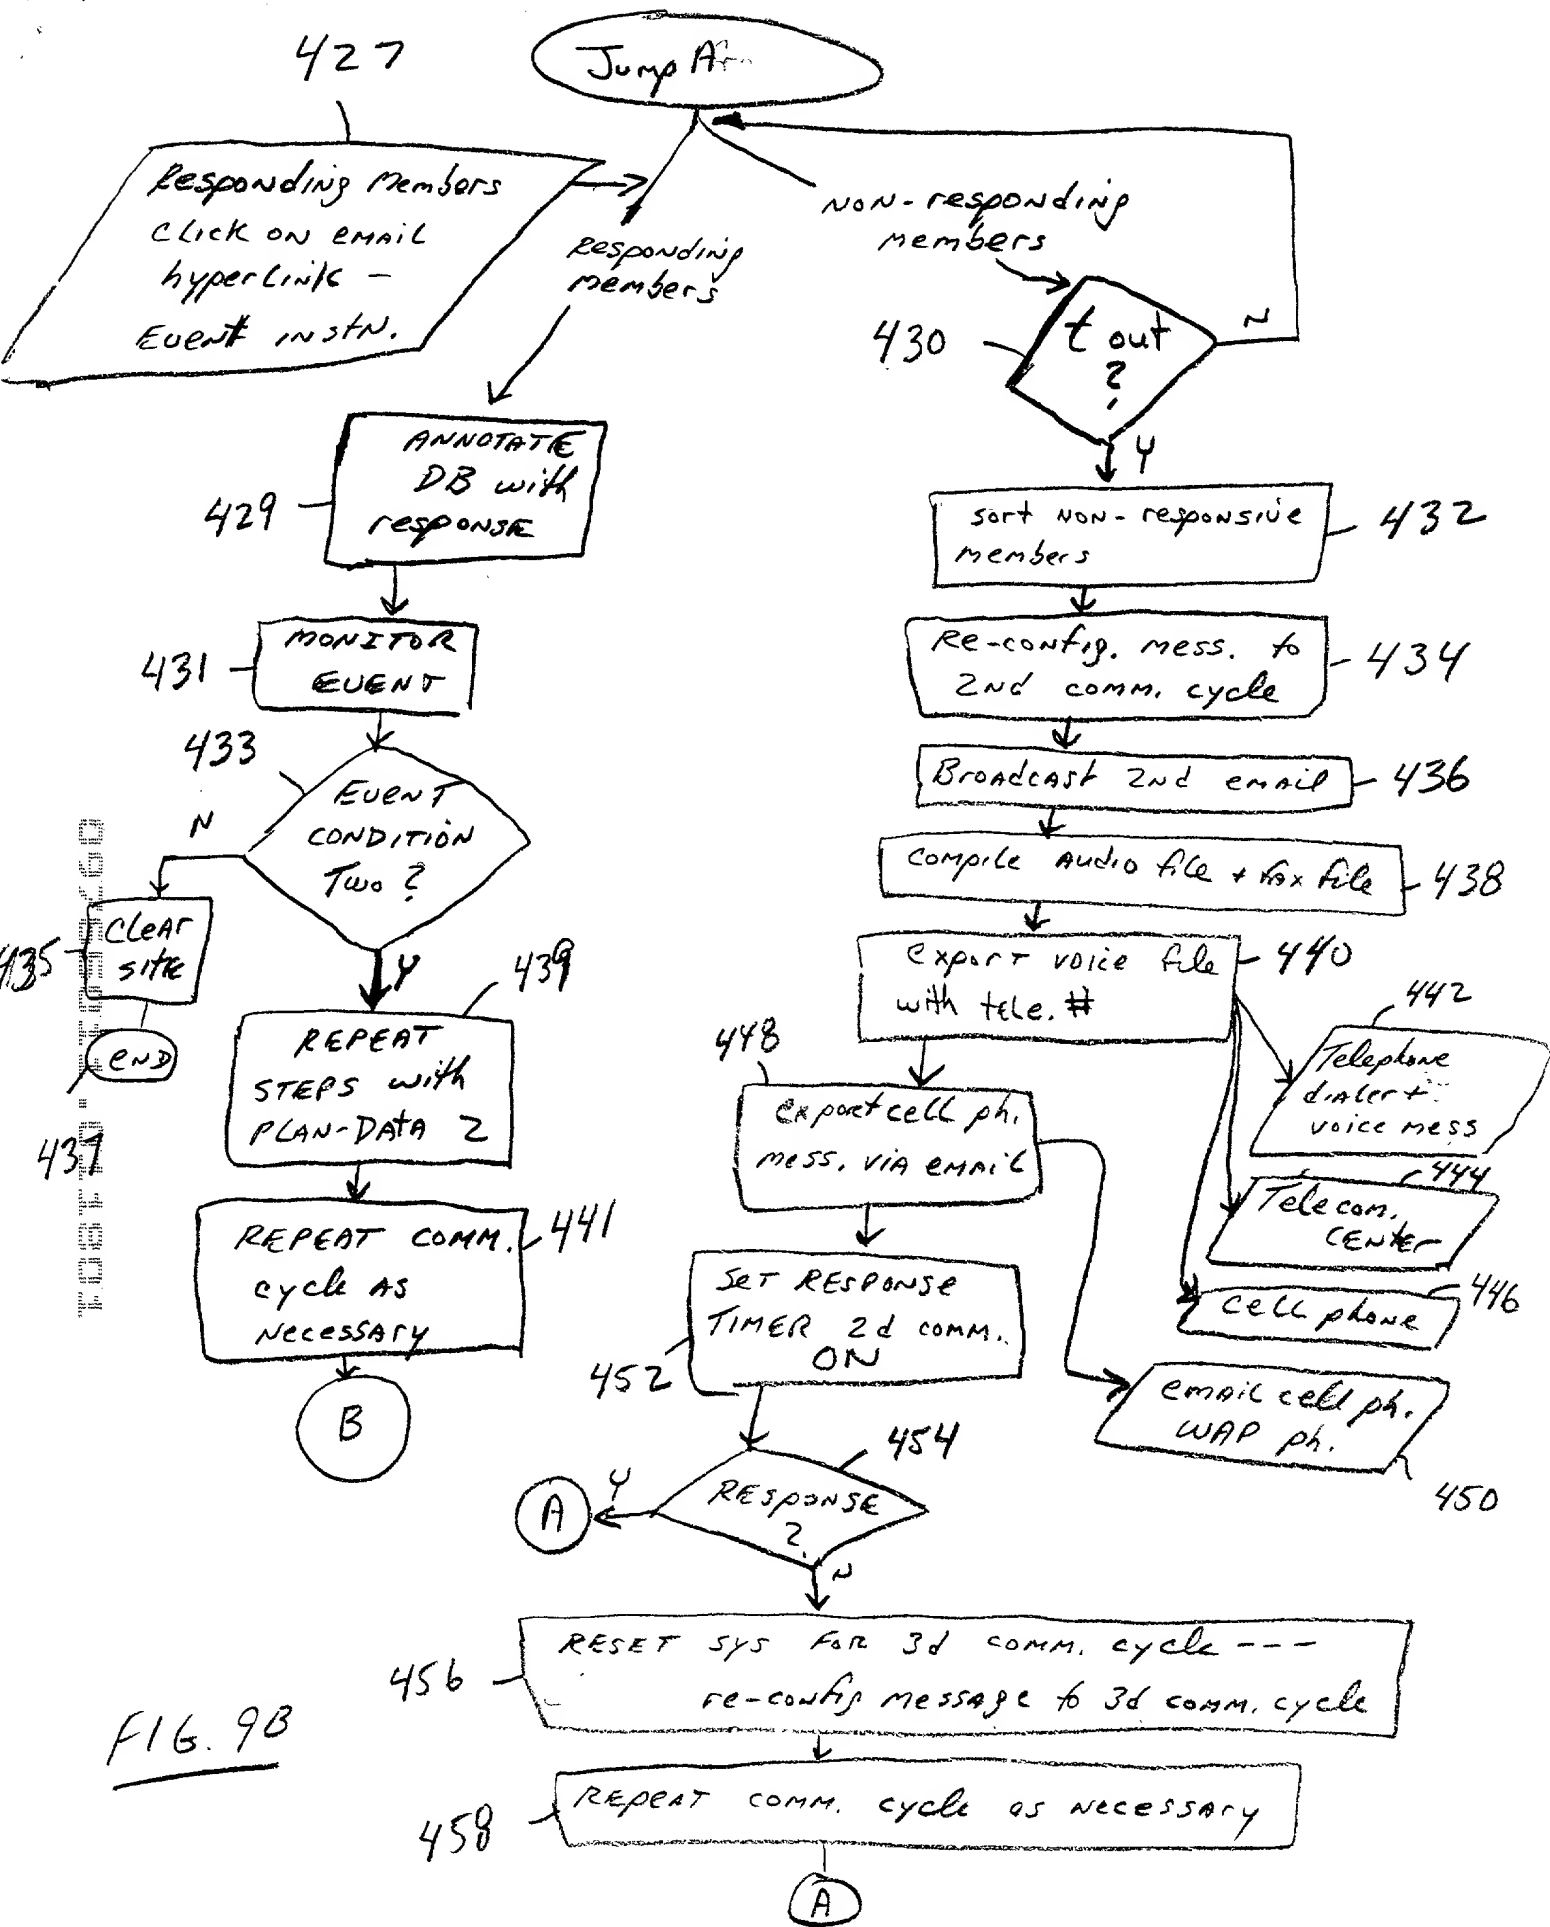 427
Jump A
Responding Members
click on email
hyperlink -
Event instn.
Responding
members
Non-responding
members
430
t out
?
N
Y
ANNOTATE
DB with
response
429
sort non-responsive
members
432
MONITOR
EVENT
431
Re-config. mess. to
2nd comm. cycle
434
433
Event
CONDITION
Two ?
N
Y
Broadcast 2nd email
436
compile Audio file + fax file
438
435
clear
site
END
437
439
REPEAT
STEPS with
PLAN-DATA 2
export voice file
with tele. #
440
442
Telephone
dialer +
voice mess
448
export cell ph.
mess. via email
444
Telecom.
Center
REPEAT COMM.
cycle AS
Necessary
441
B
446
cell phone
Set RESPONSE
TIMER 2d comm.
ON
452
email cell ph.
WAP ph.
450
454
RESPONSE
?
Y
A
N
RESET sys FOR 3d comm. cycle ---
re-config message to 3d comm. cycle
456
FIG. 9B
REPEAT comm. cycle as necessary
458
A